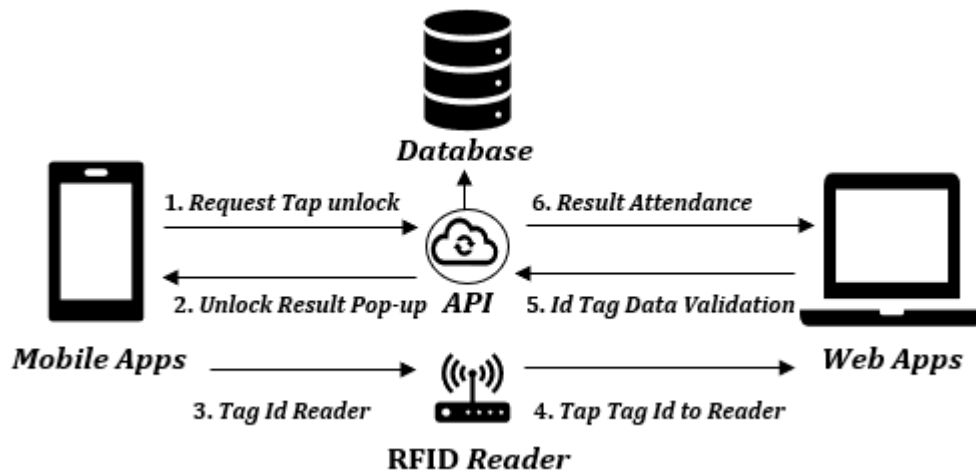 Database
1. Request Tap unlock
6. Result Attendance
2. Unlock Result Pop-up
API
5. Id Tag Data Validation
Mobile Apps
Web Apps
3. Tag Id Reader
4. Tap Tag Id to Reader
RFID Reader